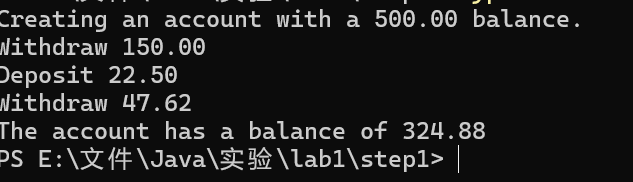 Creating an account with a 500.00 balance.
Withdraw 150.00
Deposit 22.50
Withdraw 47.62
The account has a balance of 324.88
PS E:\文件\Java\实验\lab1\step1>